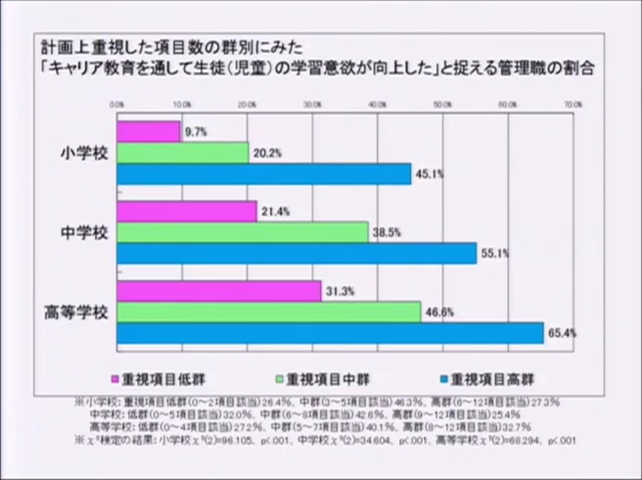 計画上重視した項目数の群別にみた
「キャリア教育を通して生徒（児童）の学習意欲が向上した」と捉える管理職の割合
0.0% 10.0% 20.0% 30.0% 40.0% 50.0% 60.0% 70.0%
9.7%
小学校 20.2%
45.1%
21.4%
中学校 38.5%
55.1%
31.3%
高等学校 46.6%
65.4%
重視項目低群 重視項目中群 重視項目高群
※小学校：重視項目低群（0～2項目該当）26.4%、中群（3～5項目該当）46.3%、高群（6～12項目該当）27.3%
中学校：低群（0～5項目該当）32.0%、中群（6～8項目該当）42.6%、高群（9～12項目該当）25.4%
高等学校：低群（0～4項目該当）27.2%、中群（5～7項目該当）40.1%、高群（8～12項目該当）32.7%
※χ²検定の結果：小学校χ²(2)=96.105、p<.001、中学校χ²(2)=34.604、p<.001、高等学校χ²(2)=68.294、p<.001